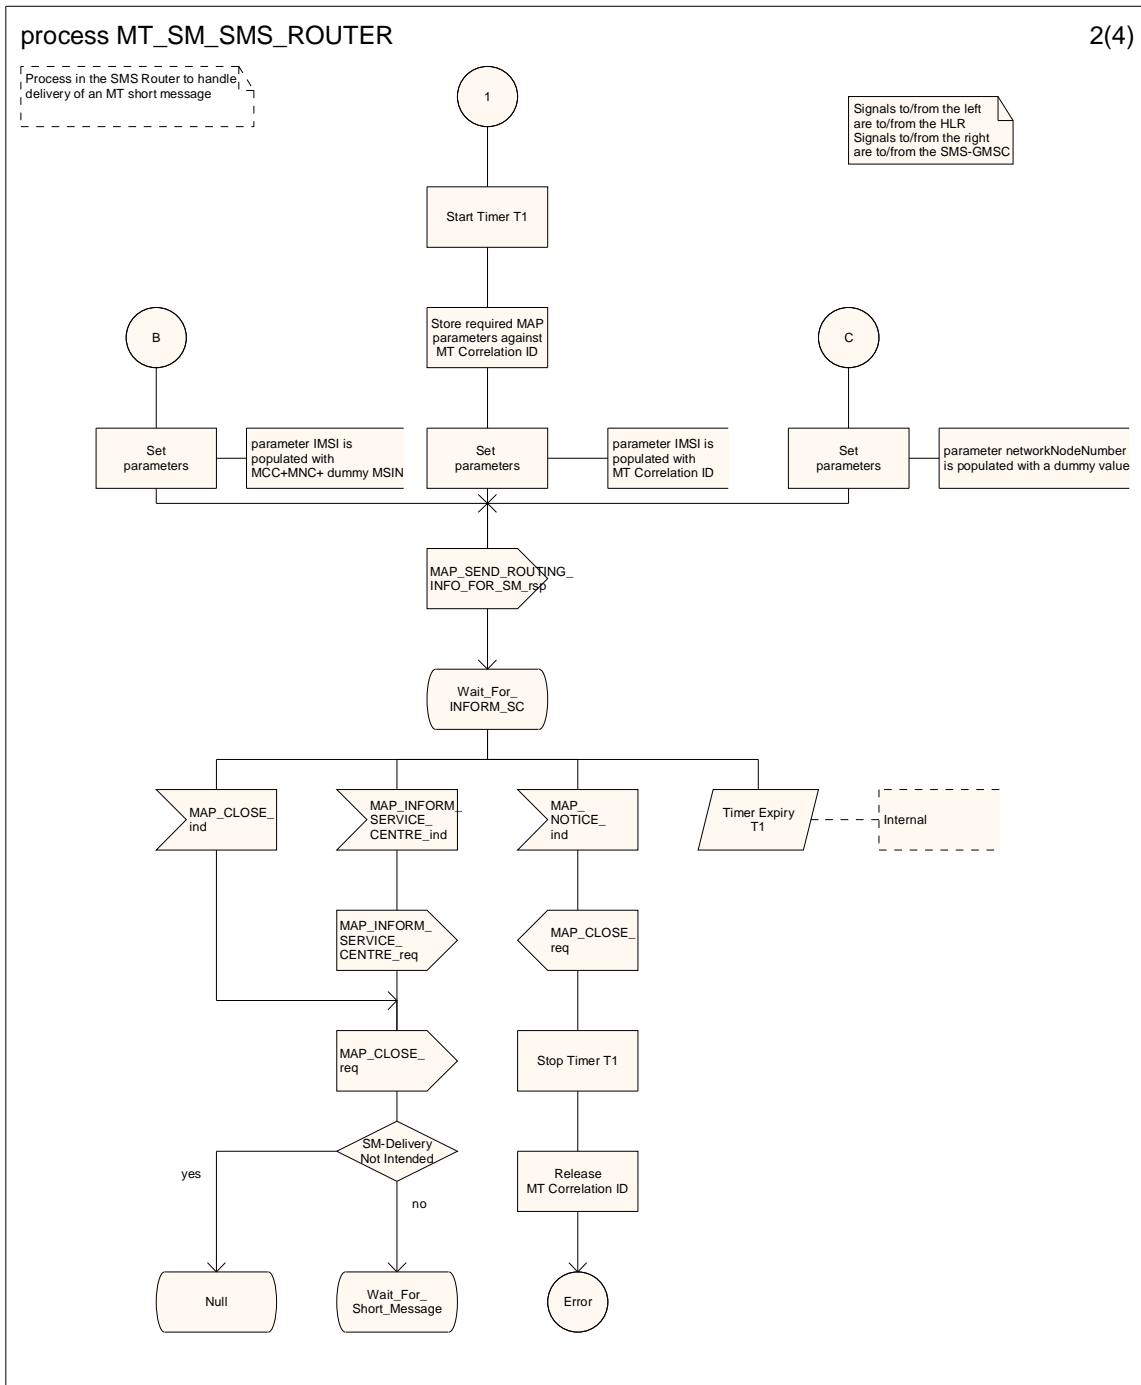 process MT_SM_SMS_ROUTER
2(4)
Process in the SMS Router to handle
delivery of an MT short message
1
Signals to/from the left
are to/from the HLR
Signals to/from the right
are to/from the SMS-GMSC
Start Timer T1
B
Store required MAP
parameters against
MT Correlation ID
C
Set
parameters
parameter IMSI is
populated with
MCC+MNC+ dummy MSIN
Set
parameters
parameter IMSI is
populated with
MT Correlation ID
Set
parameters
parameter networkNodeNumber
is populated with a dummy value
MAP_SEND_ROUTING_
INFO_FOR_SM_rsp
Wait_For_
INFORM_SC
MAP_CLOSE_
ind
MAP_INFORM_
SERVICE_
CENTRE_ind
MAP_
NOTICE_
ind
Timer Expiry
T1
Internal
MAP_INFORM_
SERVICE_
CENTRE_req
MAP_CLOSE_
req
MAP_CLOSE_
req
Stop Timer T1
SM-Delivery
Not Intended
yes
no
Release
MT Correlation ID
Null
Wait_For_
Short_Message
Error